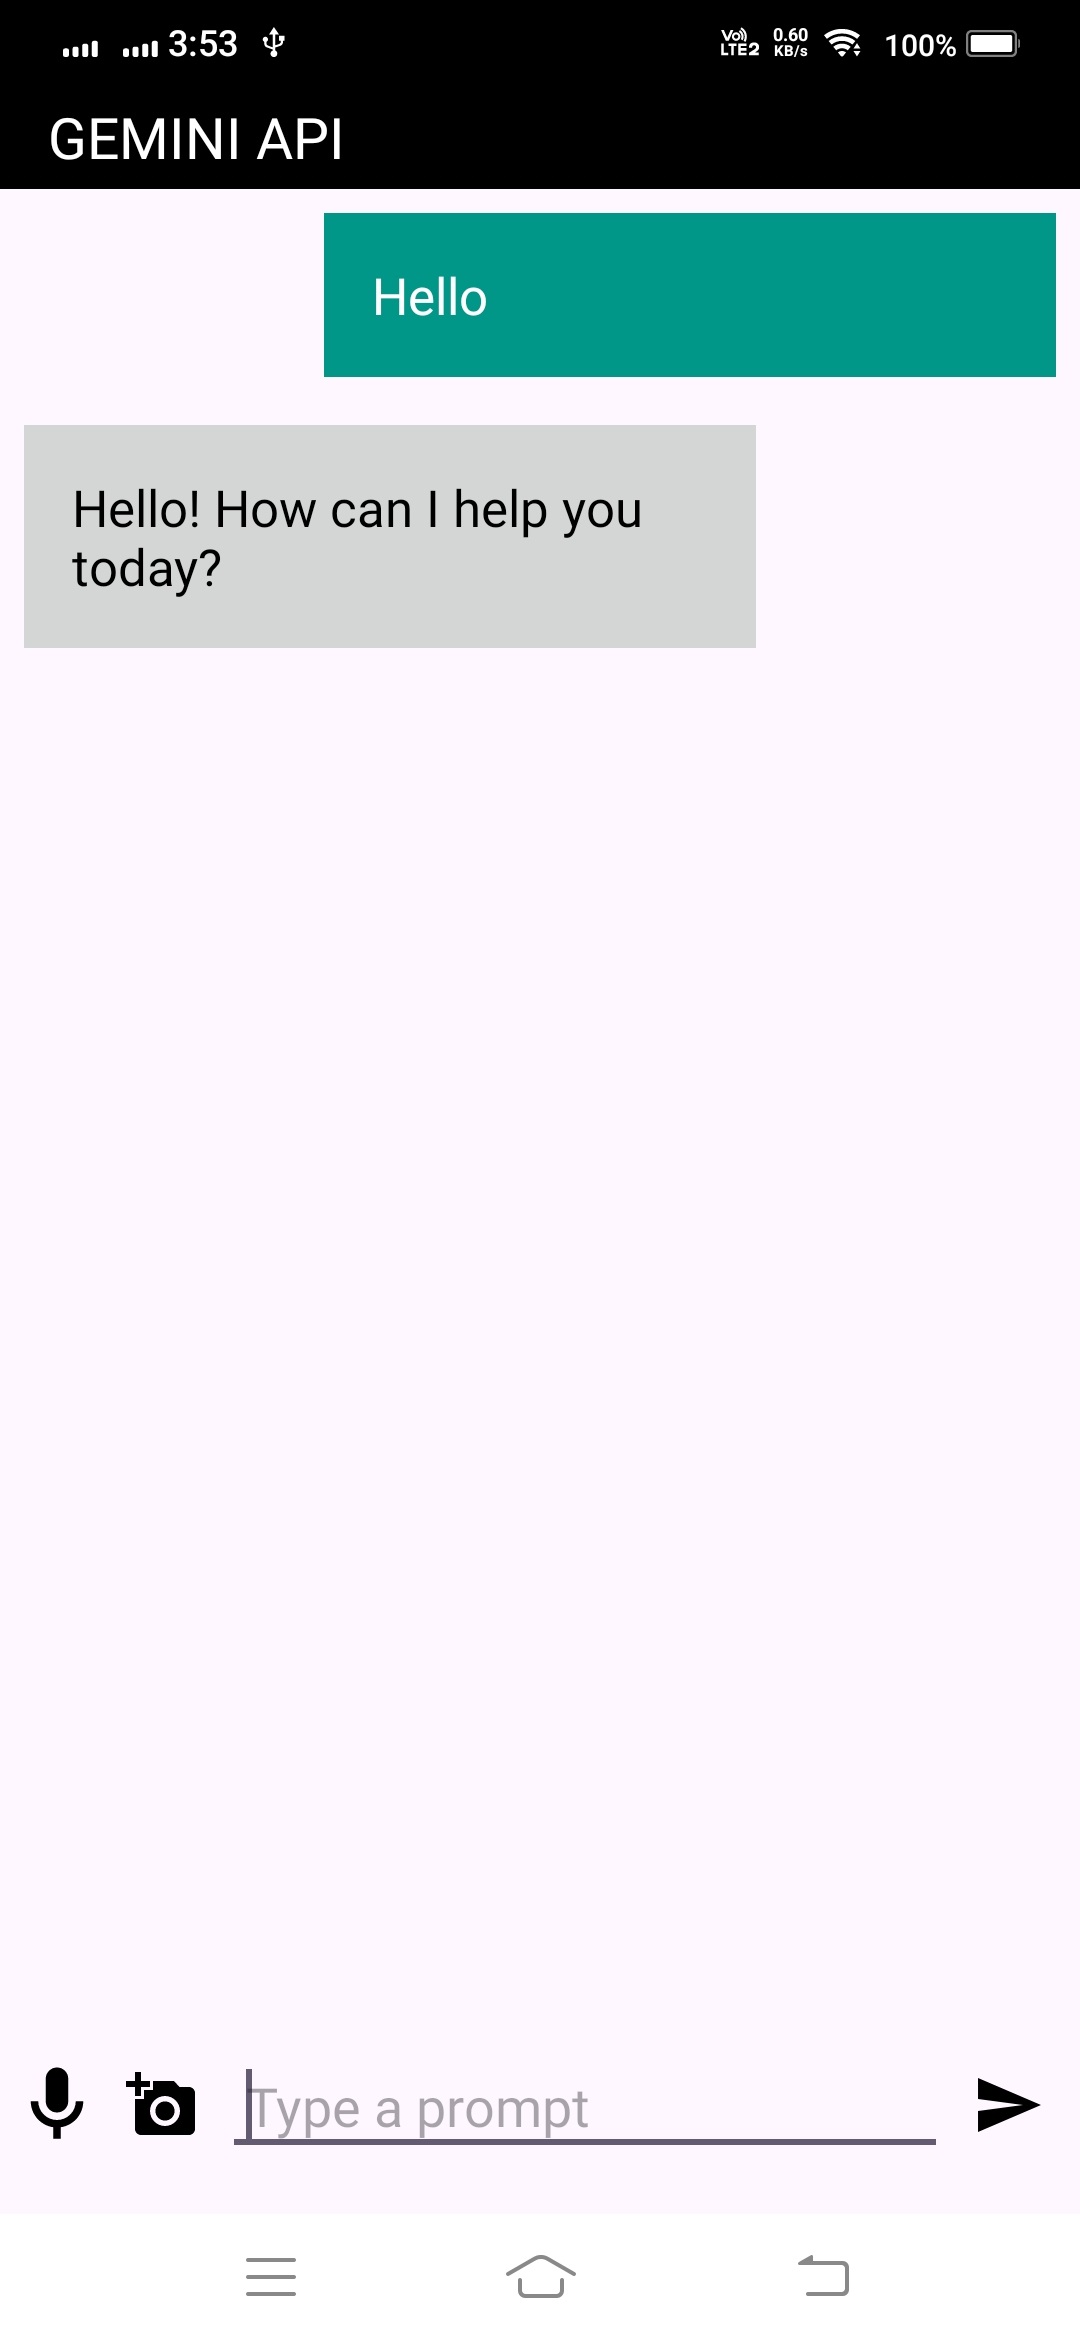 3:53
Vo)) LTE2 0.60 KB/s 100%
GEMINI API
Hello
Hello! How can I help you
today?
Type a prompt